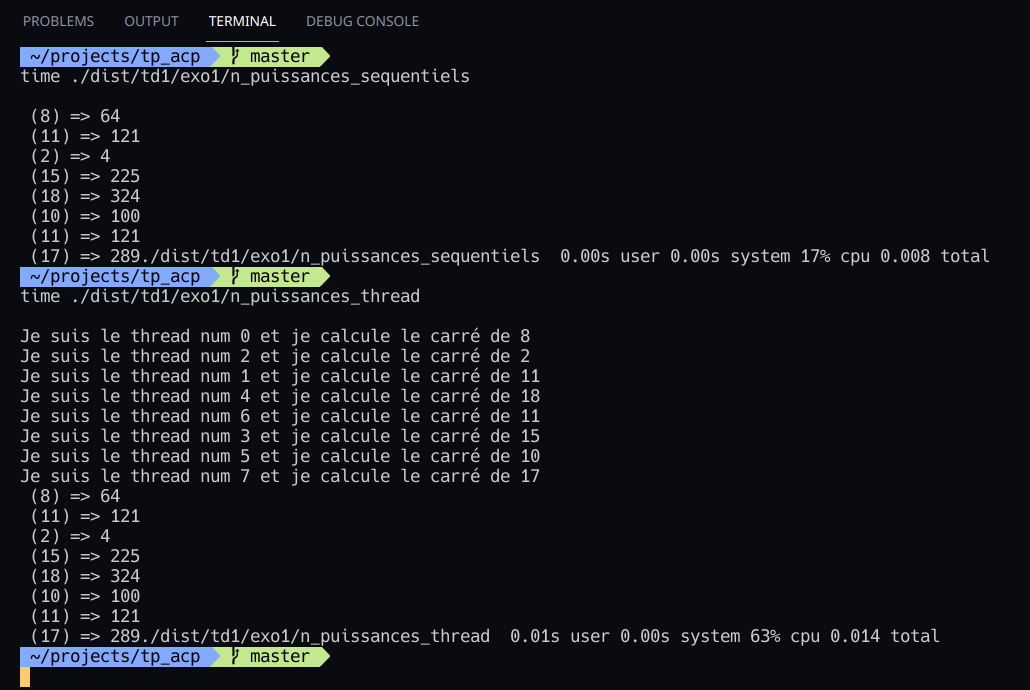 PROBLEMS OUTPUT TERMINAL DEBUG CONSOLE
~/projects/tp_acp master
time ./dist/td1/exo1/n_puissances_sequentiels
(8) => 64
(11) => 121
(2) => 4
(15) => 225
(18) => 324
(10) => 100
(11) => 121
(17) => 289./dist/td1/exo1/n_puissances_sequentiels  0.00s user 0.00s system 17% cpu 0.008 total
~/projects/tp_acp master
time ./dist/td1/exo1/n_puissances_thread
Je suis le thread num 0 et je calcule le carré de 8
Je suis le thread num 2 et je calcule le carré de 2
Je suis le thread num 1 et je calcule le carré de 11
Je suis le thread num 4 et je calcule le carré de 18
Je suis le thread num 6 et je calcule le carré de 11
Je suis le thread num 3 et je calcule le carré de 15
Je suis le thread num 5 et je calcule le carré de 10
Je suis le thread num 7 et je calcule le carré de 17
(8) => 64
(11) => 121
(2) => 4
(15) => 225
(18) => 324
(10) => 100
(11) => 121
(17) => 289./dist/td1/exo1/n_puissances_thread  0.01s user 0.00s system 63% cpu 0.014 total
~/projects/tp_acp master